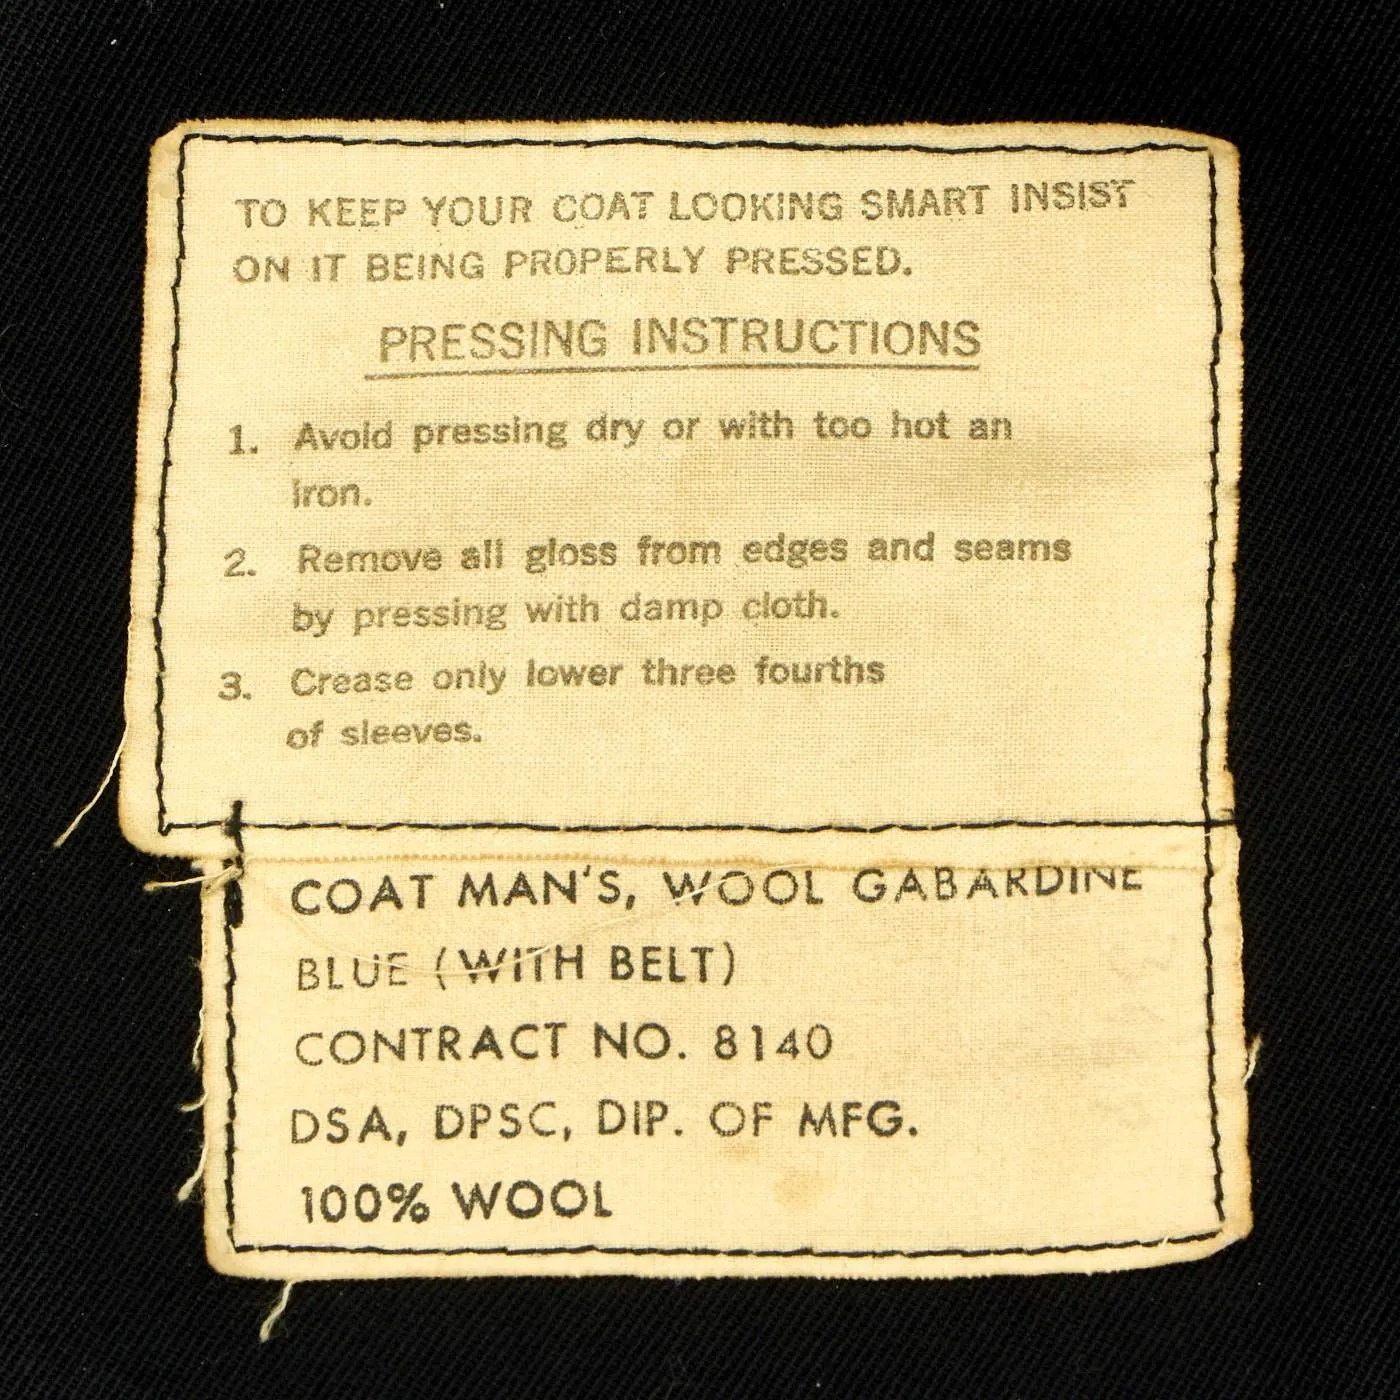 TO KEEP YOUR COAT LOOKING SMART INSIST
ON IT BEING PROPERLY PRESSED.
PRESSING INSTRUCTIONS
1. Avoid pressing dry or with too hot an
iron.
2. Remove all gloss from edges and seams
by pressing with damp cloth.
3. Crease only lower three fourths
of sleeves.
COAT MAN'S, WOOL GABARDINE
BLUE (WITH BELT)
CONTRACT NO. 8140
DSA, DPSC, DIP. OF MFG.
100% WOOL